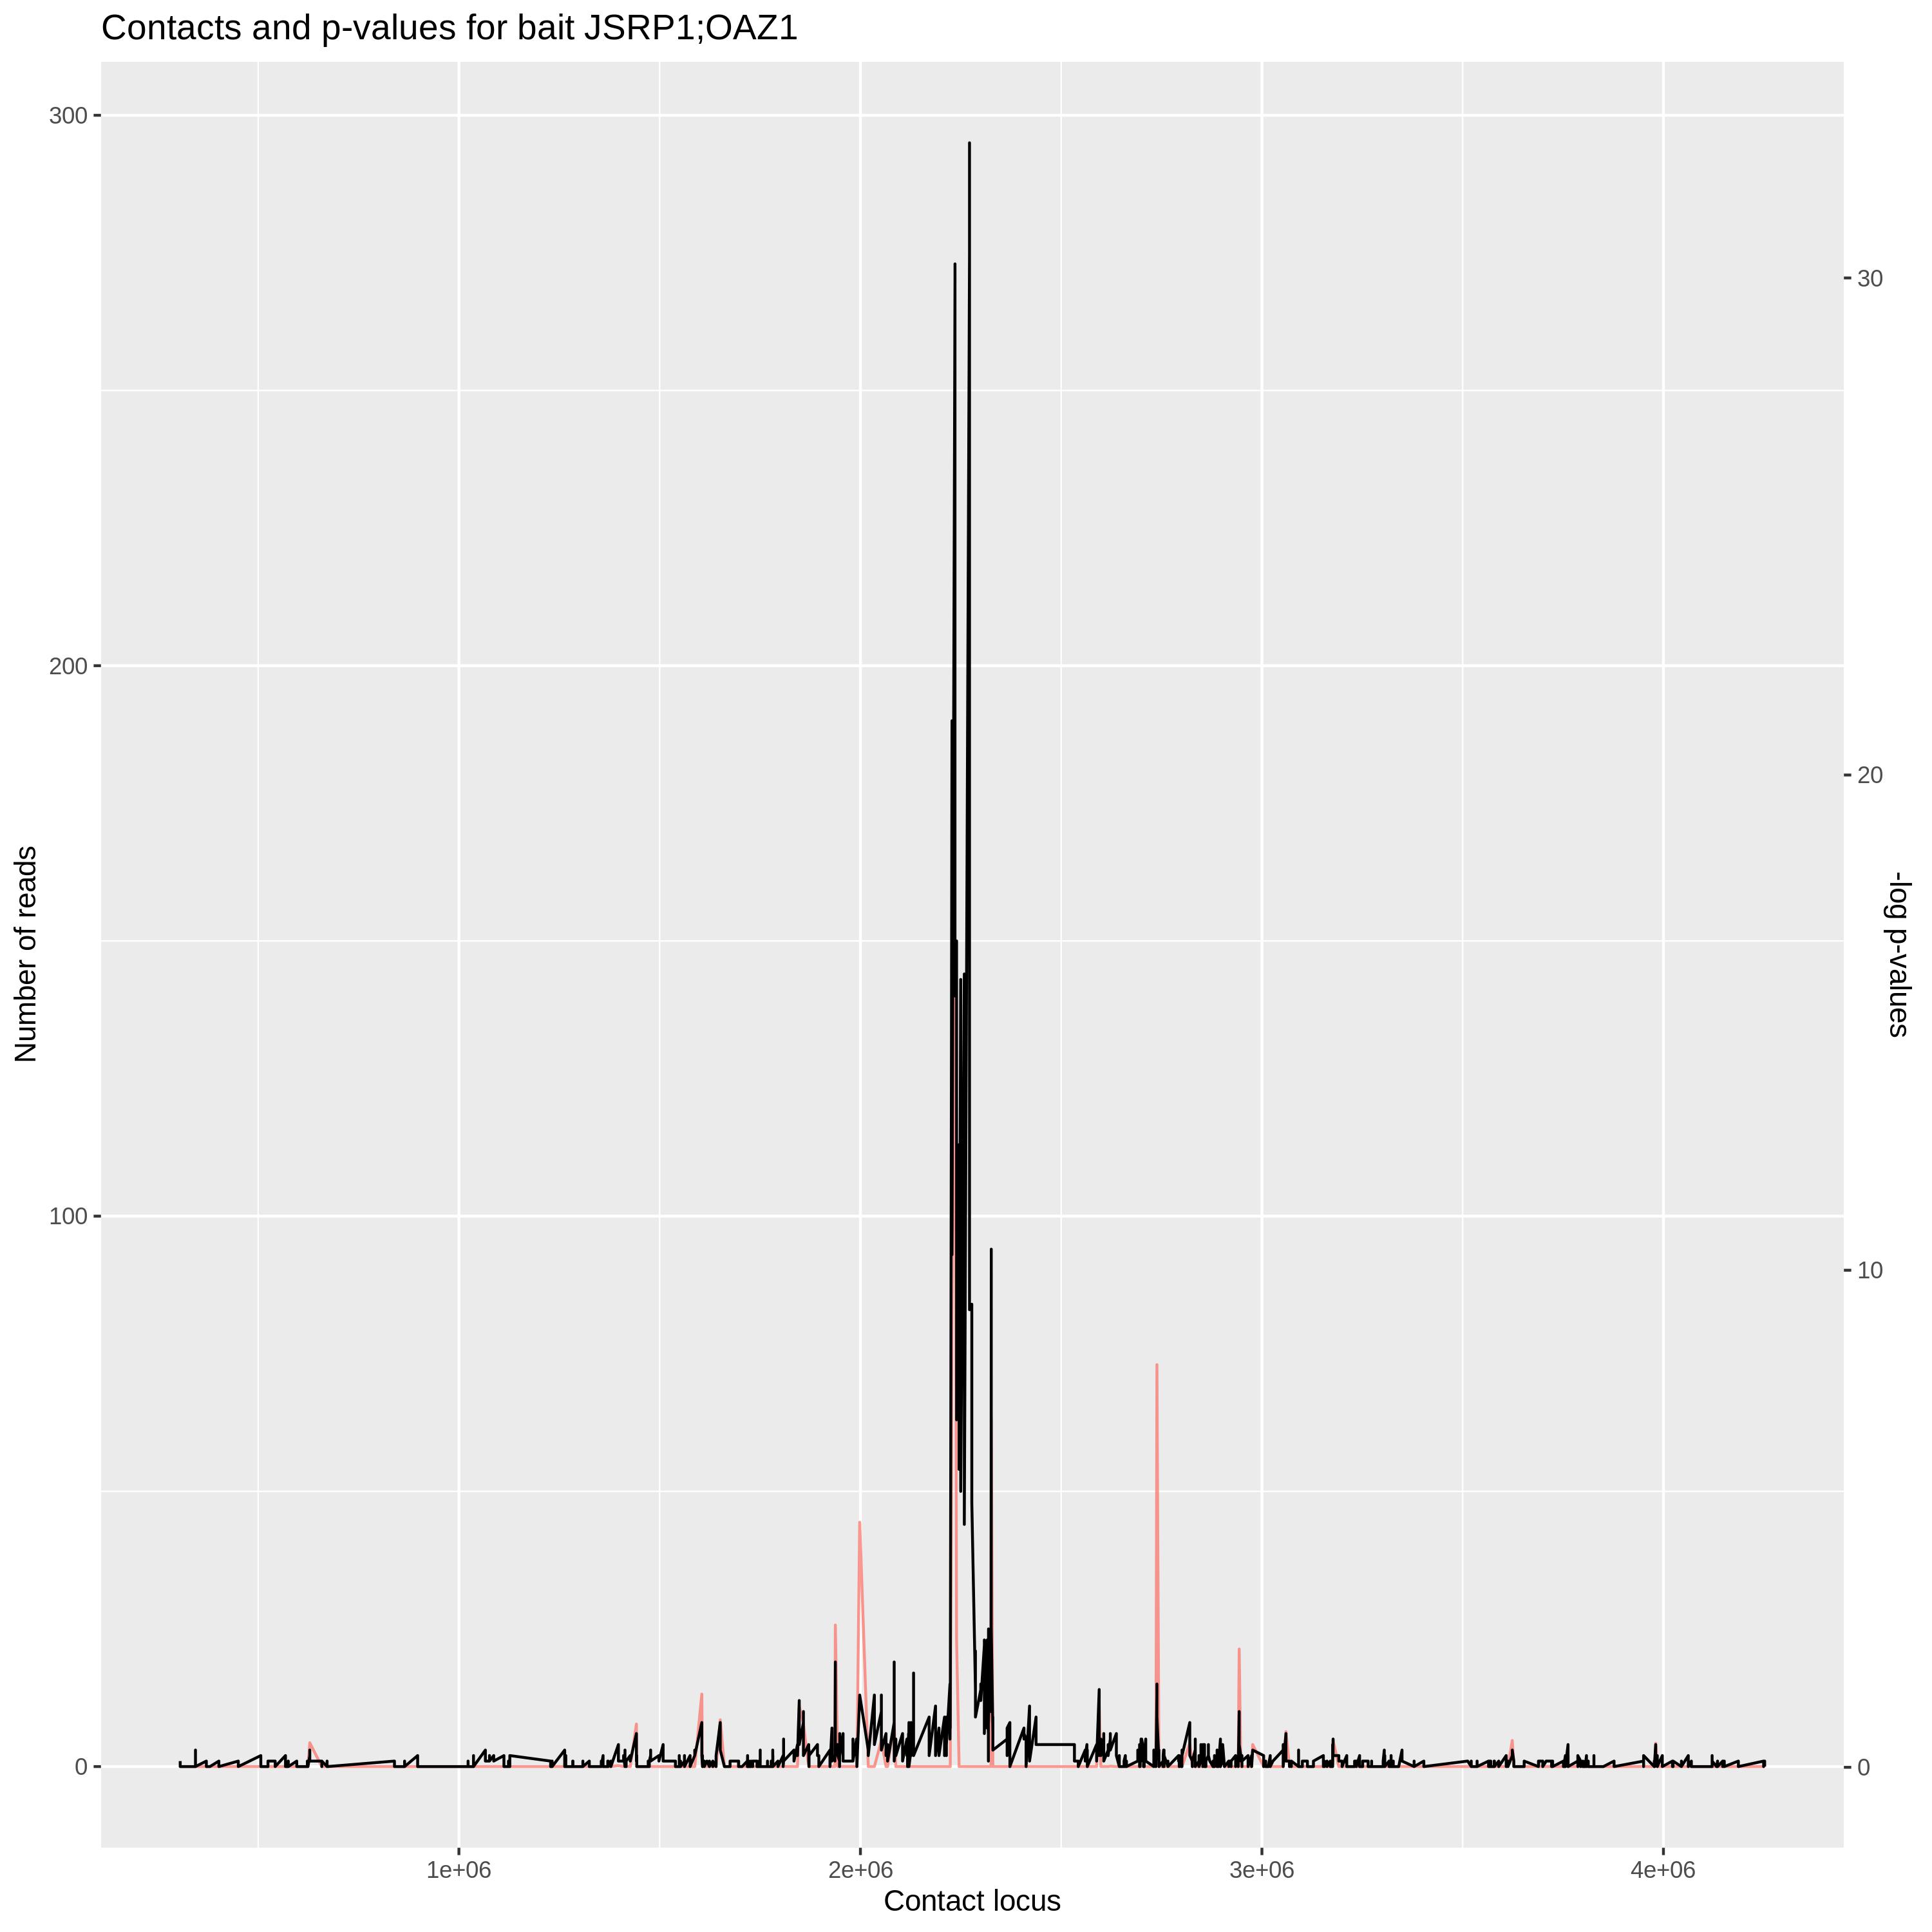 Contacts and p-values for bait JSRP1;OAZ1
300
200
100
0
Number of reads
30
20
10
0
-log p-values
1e+06
2e+06
3e+06
4e+06
Contact locus